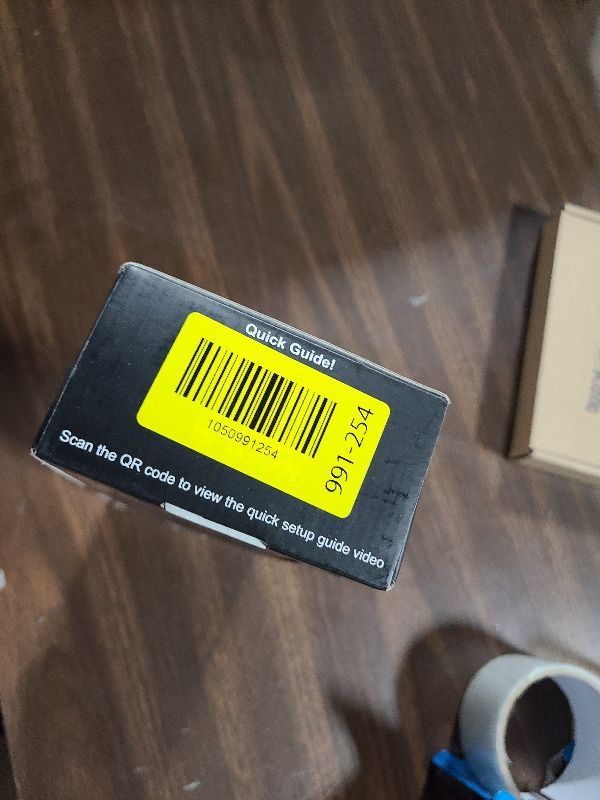 Quick Guide!
1050991254
991-254
Scan the QR code to view the quick setup guide video